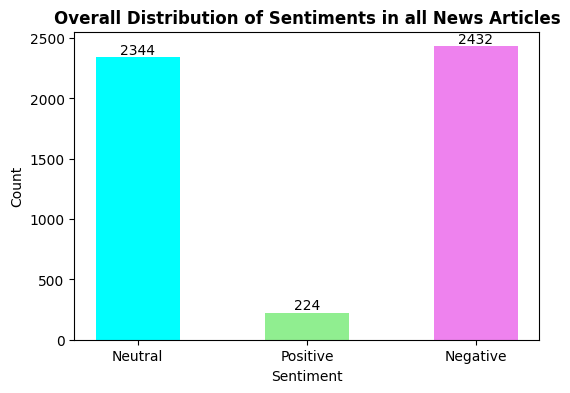 Overall Distribution of Sentiments in all News Articles
2500
2000
1500
1000
500
0
Count
2344
224
2432
Neutral
Positive
Negative
Sentiment